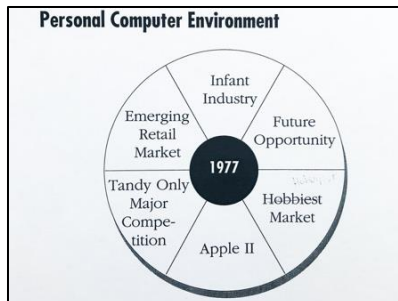 Personal Computer Environment
Infant
Industry
Future
Opportunity
Hobbiest
Market
Apple II
Tandy Only
Major
Compe-
tition
Emerging
Retail
Market
1977